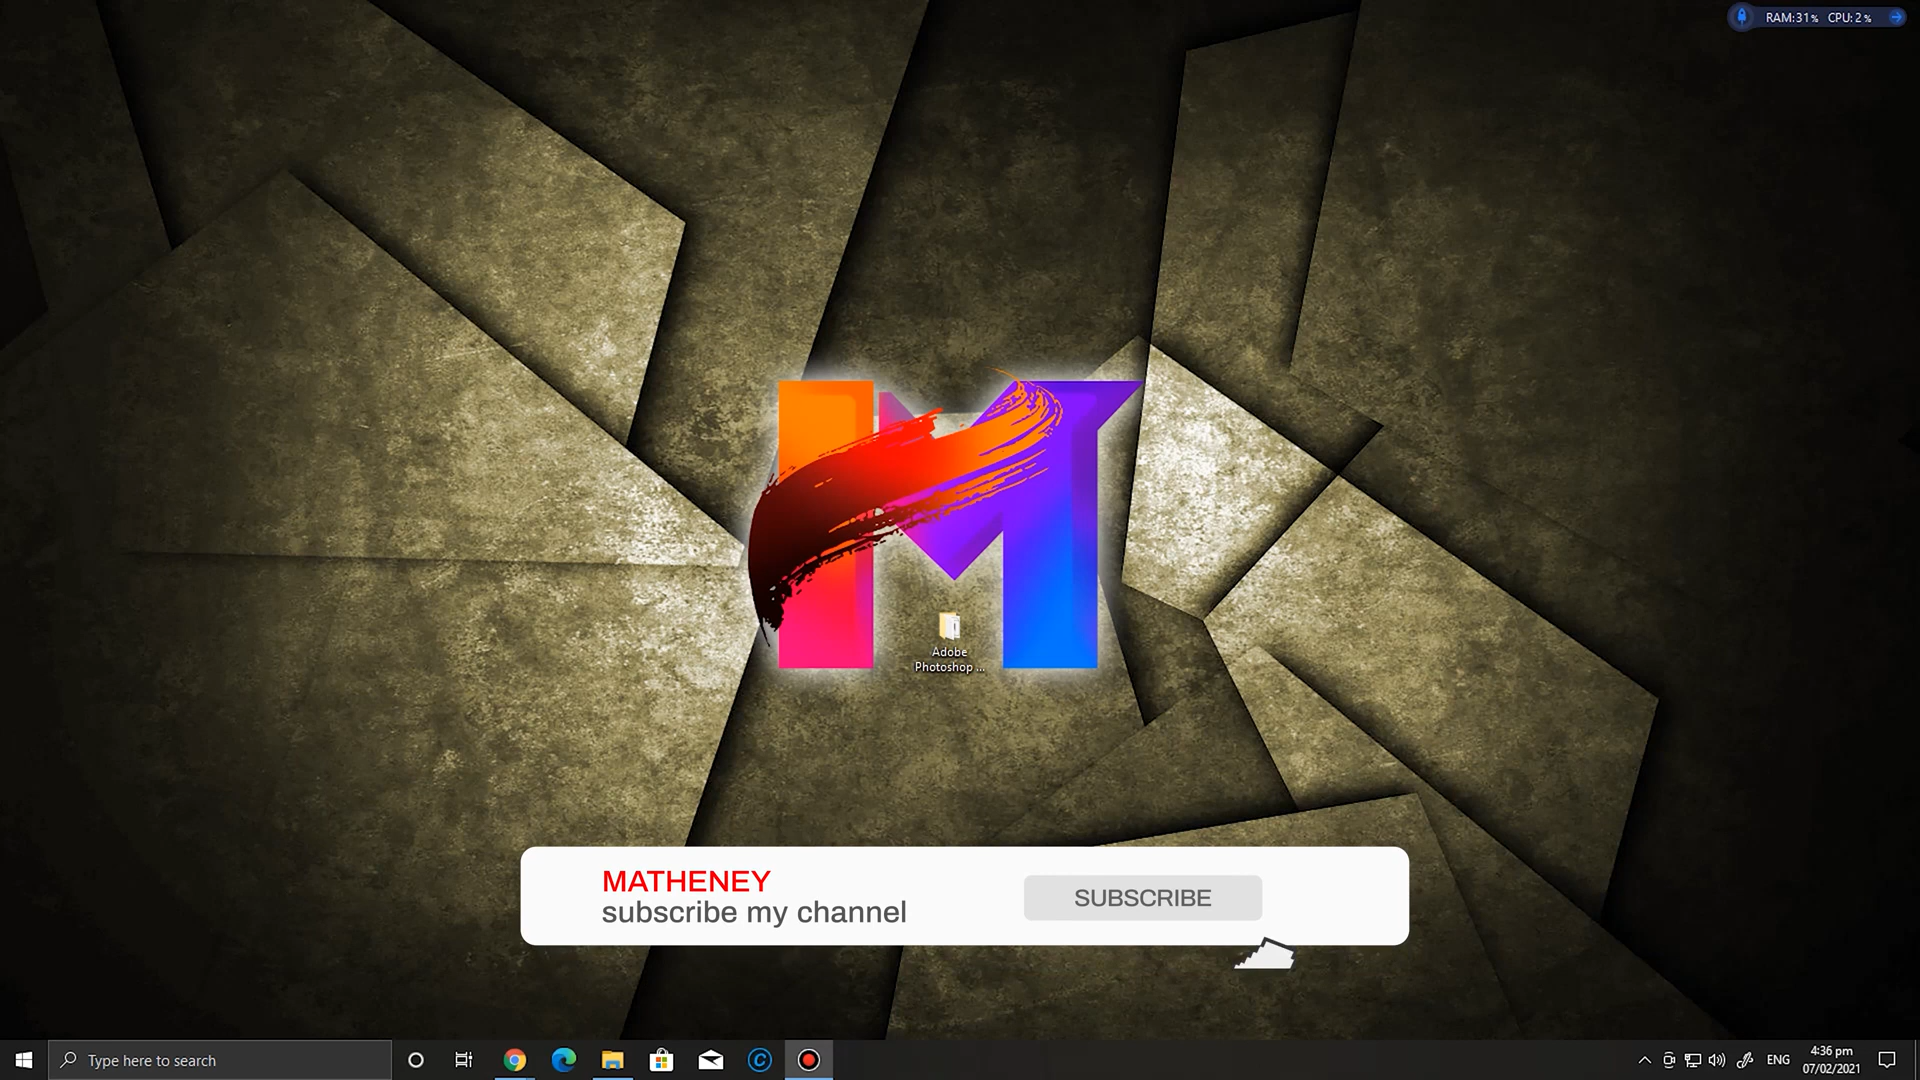 RAM:31% CPU: 2 %
Adobe
Photoshop ...
MATHENEY
subscribe my channel
SUBSCRIBE
Type here to search
ENG
4:36 pm
07/02/2021